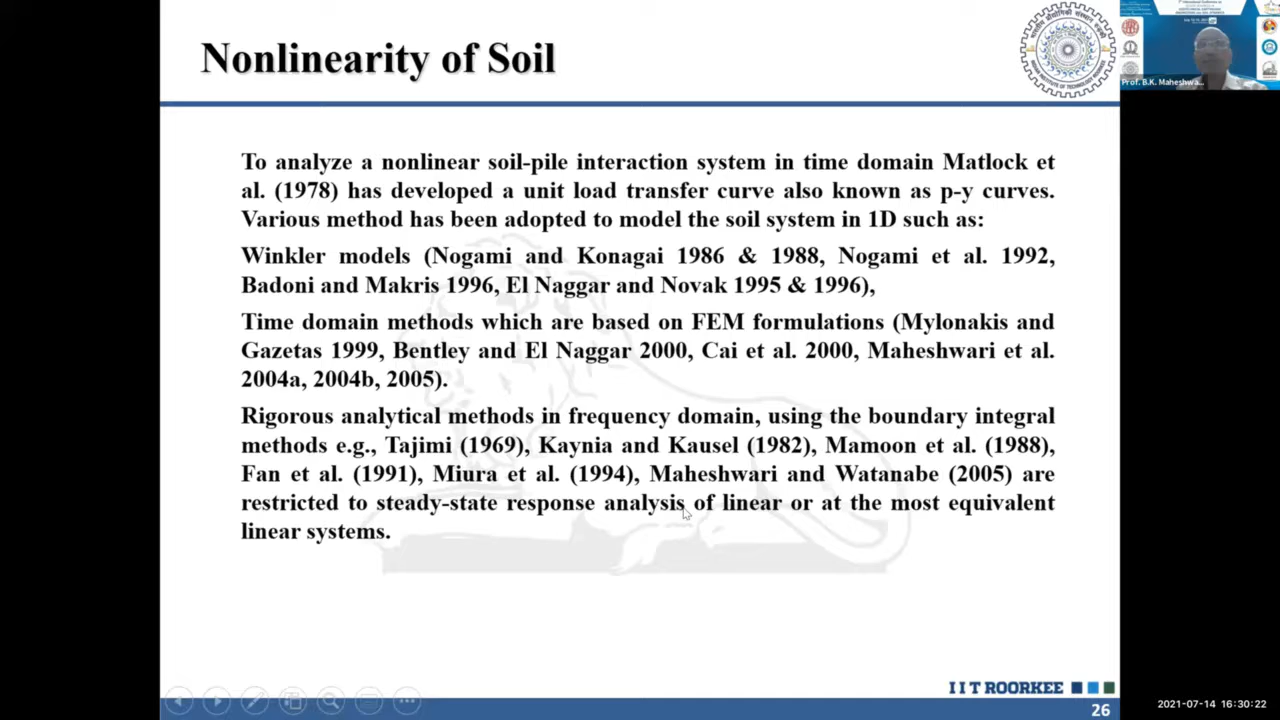 Nonlinearity of Soil
Prof. B.K. Maheshwa...
To analyze a nonlinear soil-pile interaction system in time domain Matlock et
al. (1978) has developed a unit load transfer curve also known as p-y curves.
Various method has been adopted to model the soil system in 1D such as:
Winkler models (Nogami and Konagai 1986 & 1988, Nogami et al. 1992,
Badoni and Makris 1996, El Naggar and Novak 1995 & 1996),
Time domain methods which are based on FEM formulations (Mylonakis and
Gazetas 1999, Bentley and El Naggar 2000, Cai et al. 2000, Maheshwari et al.
2004a, 2004b, 2005).
Rigorous analytical methods in frequency domain, using the boundary integral
methods e.g., Tajimi (1969), Kaynia and Kausel (1982), Mamoon et al. (1988),
Fan et al. (1991), Miura et al. (1994), Maheshwari and Watanabe (2005) are
restricted to steady-state response analysis of linear or at the most equivalent
linear systems.
I I T ROORKEE
26
2021-07-14 16:30:22